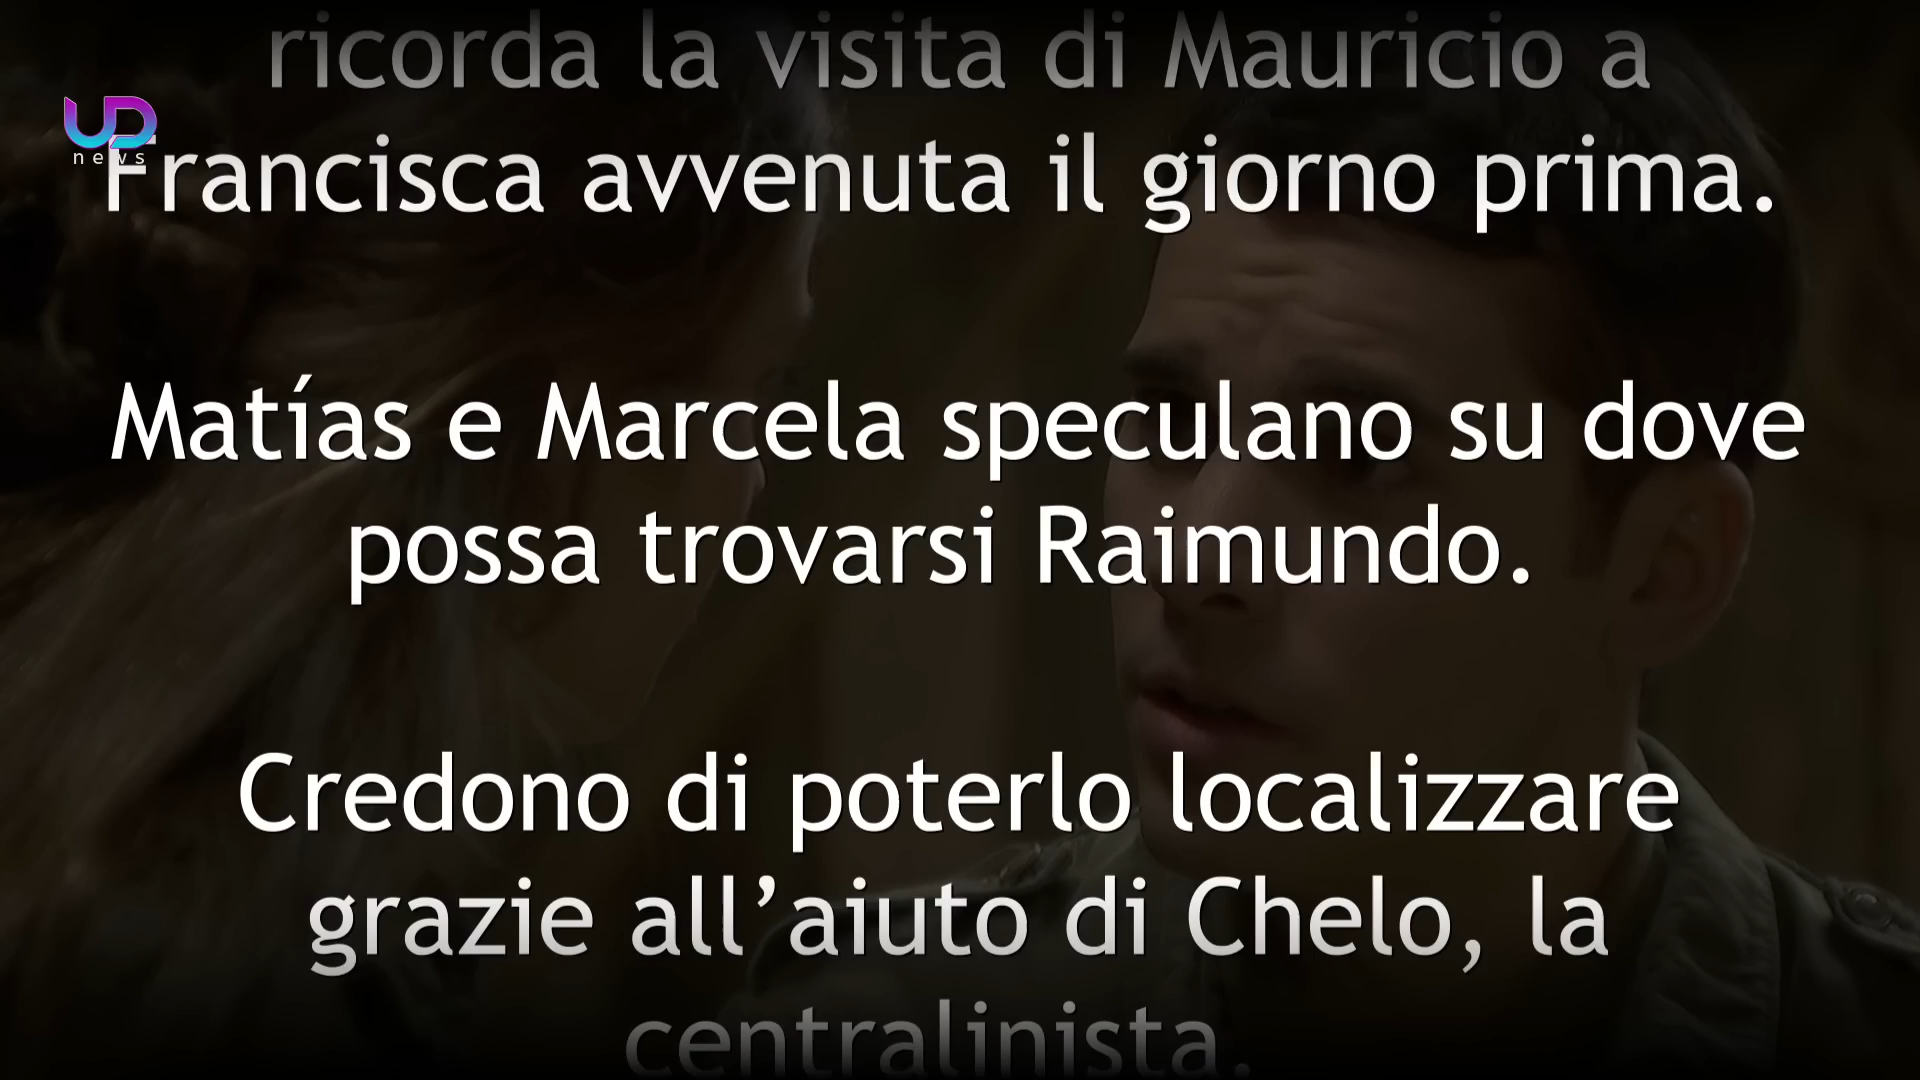 ricorda la visita di Mauricio a
UD
news
Francisca avvenuta il giorno prima.
Matías e Marcela speculano su dove
possa trovarsi Raimundo.
Credono di poterlo localizzare
grazie all’aiuto di Chelo, la
centralinista.